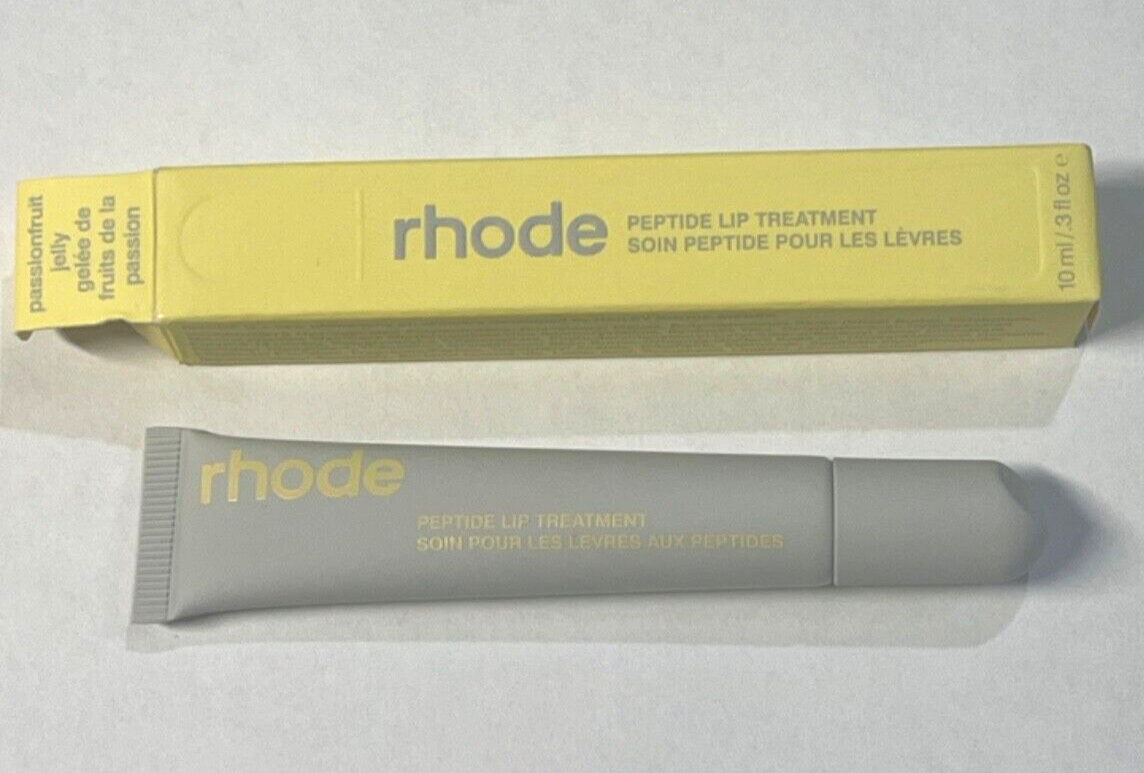 passionfruit
jelly
gelée de
fruits de la
passion
rhode
PEPTIDE LIP TREATMENT
SOIN PEPTIDE POUR LES LÈVRES
10 ml / .3 fl oz ℮
rhode
PEPTIDE LIP TREATMENT
SOIN POUR LES LÈVRES AUX PEPTIDES